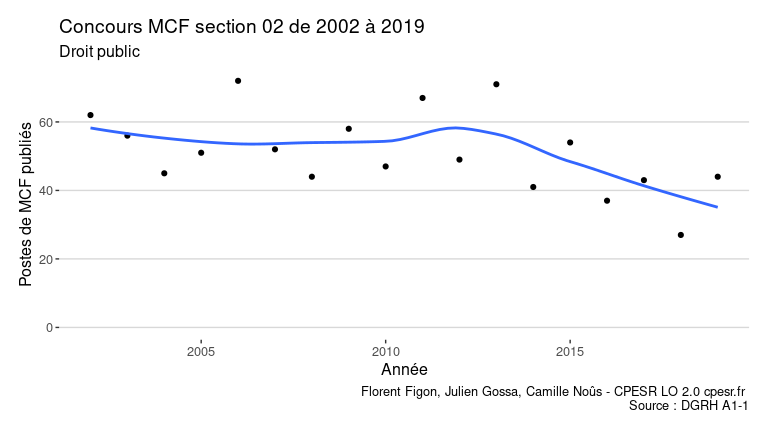 Concours MCF section 02 de 2002 à 2019
Droit public
Postes de MCF publiés
60
40
20
0
2005
2010
2015
Année
Florent Figon, Julien Gossa, Camille Noûs - CPESR LO 2.0 cpesr.fr
Source : DGRH A1-1